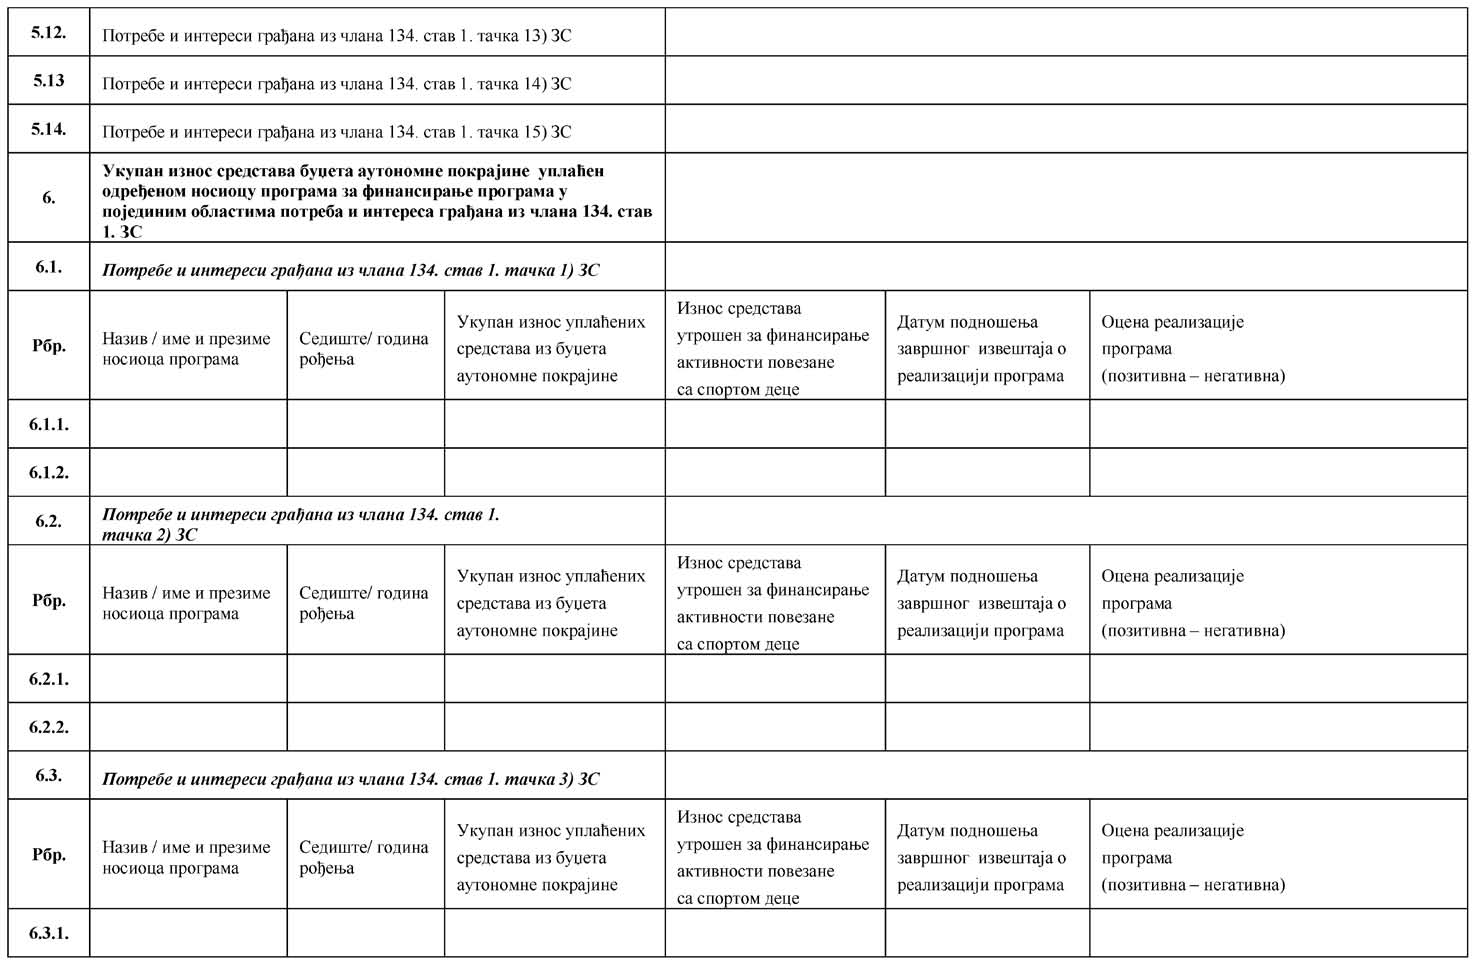 5.12. Потребе и интереси грађана из члана 134. став 1. тачка 13) ЗС
5.13 Потребе и интереси грађана из члана 134. став 1. тачка 14) ЗС
5.14. Потребе и интереси грађана из члана 134. став 1. тачка 15) ЗС
6.
Укупан износ средстава буџета аутономне покрајине уплаћен
одређеном носиоцу програма за финансирање програма у
појединим областима потреба и интереса грађана из члана 134. став
1. ЗС
6.1. Потребе и интереси грађана из члана 134. став 1. тачка 1) ЗС
Рбр.
Назив / име и презиме
носиоца програма
Седиште/ година
рођења
Укупан износ уплаћених
средстава из буџета
аутономне покрајине
Износ средстава
утрошен за финансирање
активности повезане
са спортом деце
Датум подношења
завршног извештаја о
реализацији програма
Оцена реализације
програма
(позитивна – негативна)
6.1.1.
6.1.2.
6.2.
Потребе и интереси грађана из члана 134. став 1.
тачка 2) ЗС
Рбр.
Назив / име и презиме
носиоца програма
Седиште/ година
рођења
Укупан износ уплаћених
средстава из буџета
аутономне покрајине
Износ средстава
утрошен за финансирање
активности повезане
са спортом деце
Датум подношења
завршног извештаја о
реализацији програма
Оцена реализације
програма
(позитивна – негативна)
6.2.1.
6.2.2.
6.3. Потребе и интереси грађана из члана 134. став 1. тачка 3) ЗС
Рбр.
Назив / име и презиме
носиоца програма
Седиште/ година
рођења
Укупан износ уплаћених
средстава из буџета
аутономне покрајине
Износ средстава
утрошен за финансирање
активности повезане
са спортом деце
Датум подношења
завршног извештаја о
реализацији програма
Оцена реализације
програма
(позитивна – негативна)
6.3.1.